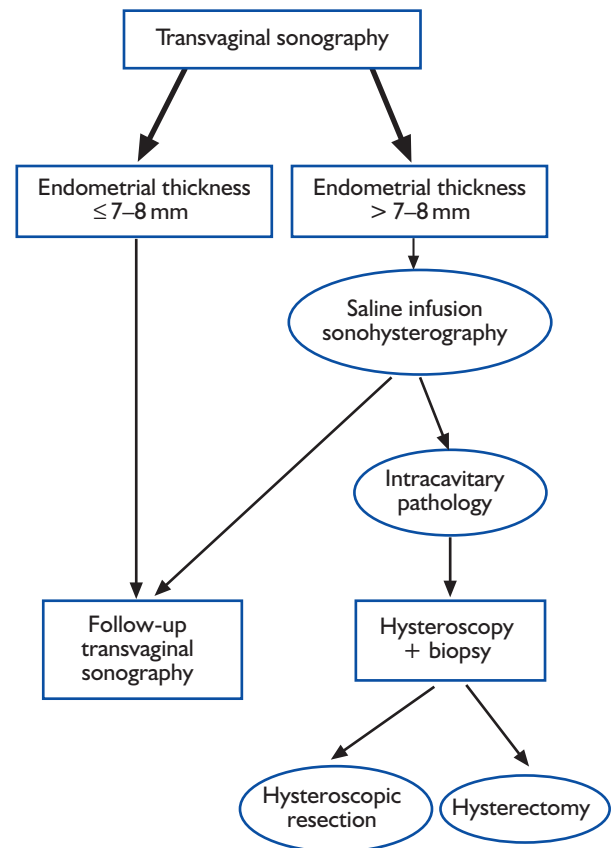 Transvaginal sonography
Endometrial thickness
≤ 7–8 mm
Endometrial thickness
> 7–8 mm
Saline infusion
sonohysterography
Intracavitary
pathology
Follow-up
transvaginal
sonography
Hysteroscopy
+ biopsy
Hysteroscopic
resection
Hysterectomy